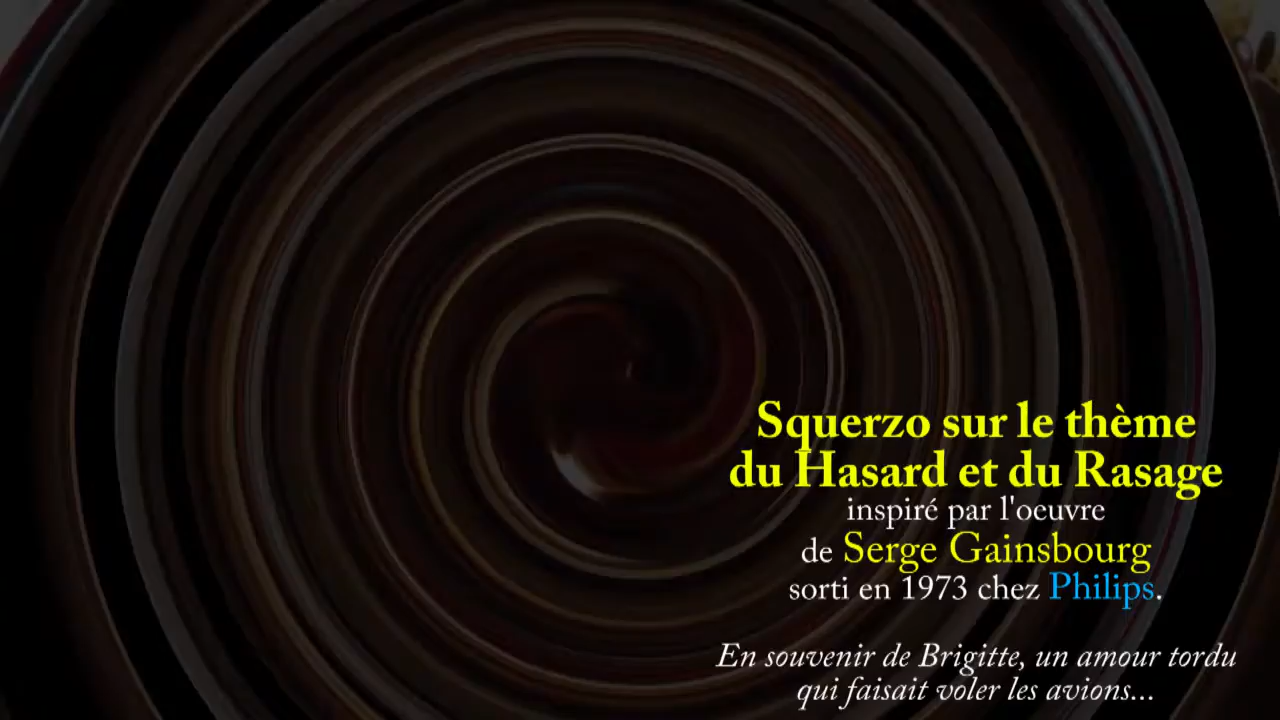 Squerzo sur le thème
du Hasard et du Rasage
inspiré par l'oeuvre
de Serge Gainsbourg
sorti en 1973 chez Philips.
En souvenir de Brigitte, un amour tordu
qui faisait voler les avions...